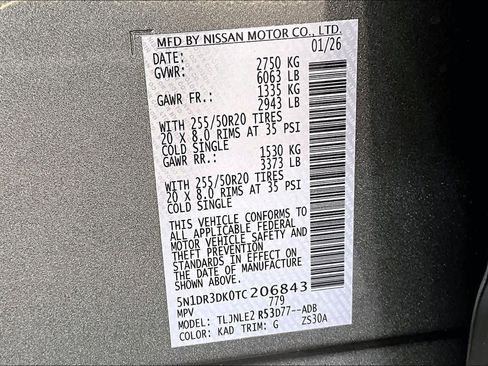 MFD BY NISSAN MOTOR CO., LTD.
DATE: 01/26
GVWR: 2750 KG
6063 LB
GAWR FR.: 1335 KG
2943 LB
WITH 255/50R20 TIRES
20 X 8.0 RIMS AT 35 PSI
COLD SINGLE
GAWR RR.: 1530 KG
3373 LB
WITH 255/50R20 TIRES
20 X 8.0 RIMS AT 35 PSI
COLD SINGLE
THIS VEHICLE CONFORMS TO
ALL APPLICABLE FEDERAL
MOTOR VEHICLE SAFETY AND
THEFT PREVENTION
STANDARDS IN EFFECT ON
THE DATE OF MANUFACTURE
5N1DR3DK0TC206843
MPV 779
MODEL: TLJNLE2 R53D77--ADB
COLOR: KAD TRIM: G ZS30A